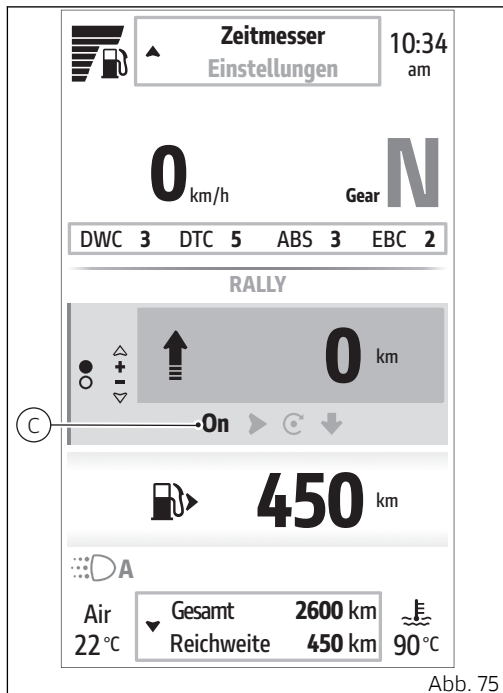 Zeitmesser
Einstellungen
10:34
am
0 km/h
Gear N
DWC 3 DTC 5 ABS 3 EBC 2
RALLY
0 km
+
-
C
On
450 km
A
Air
22 °C
Gesamt 2600 km
Reichweite 450 km
90 °C
Abb. 75